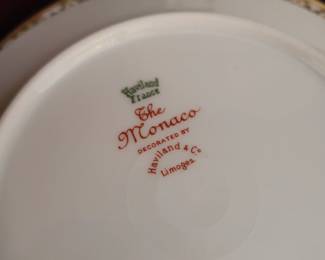 Haviland
France
The
Monaco
DECORATED BY
Haviland & Co
Limoges